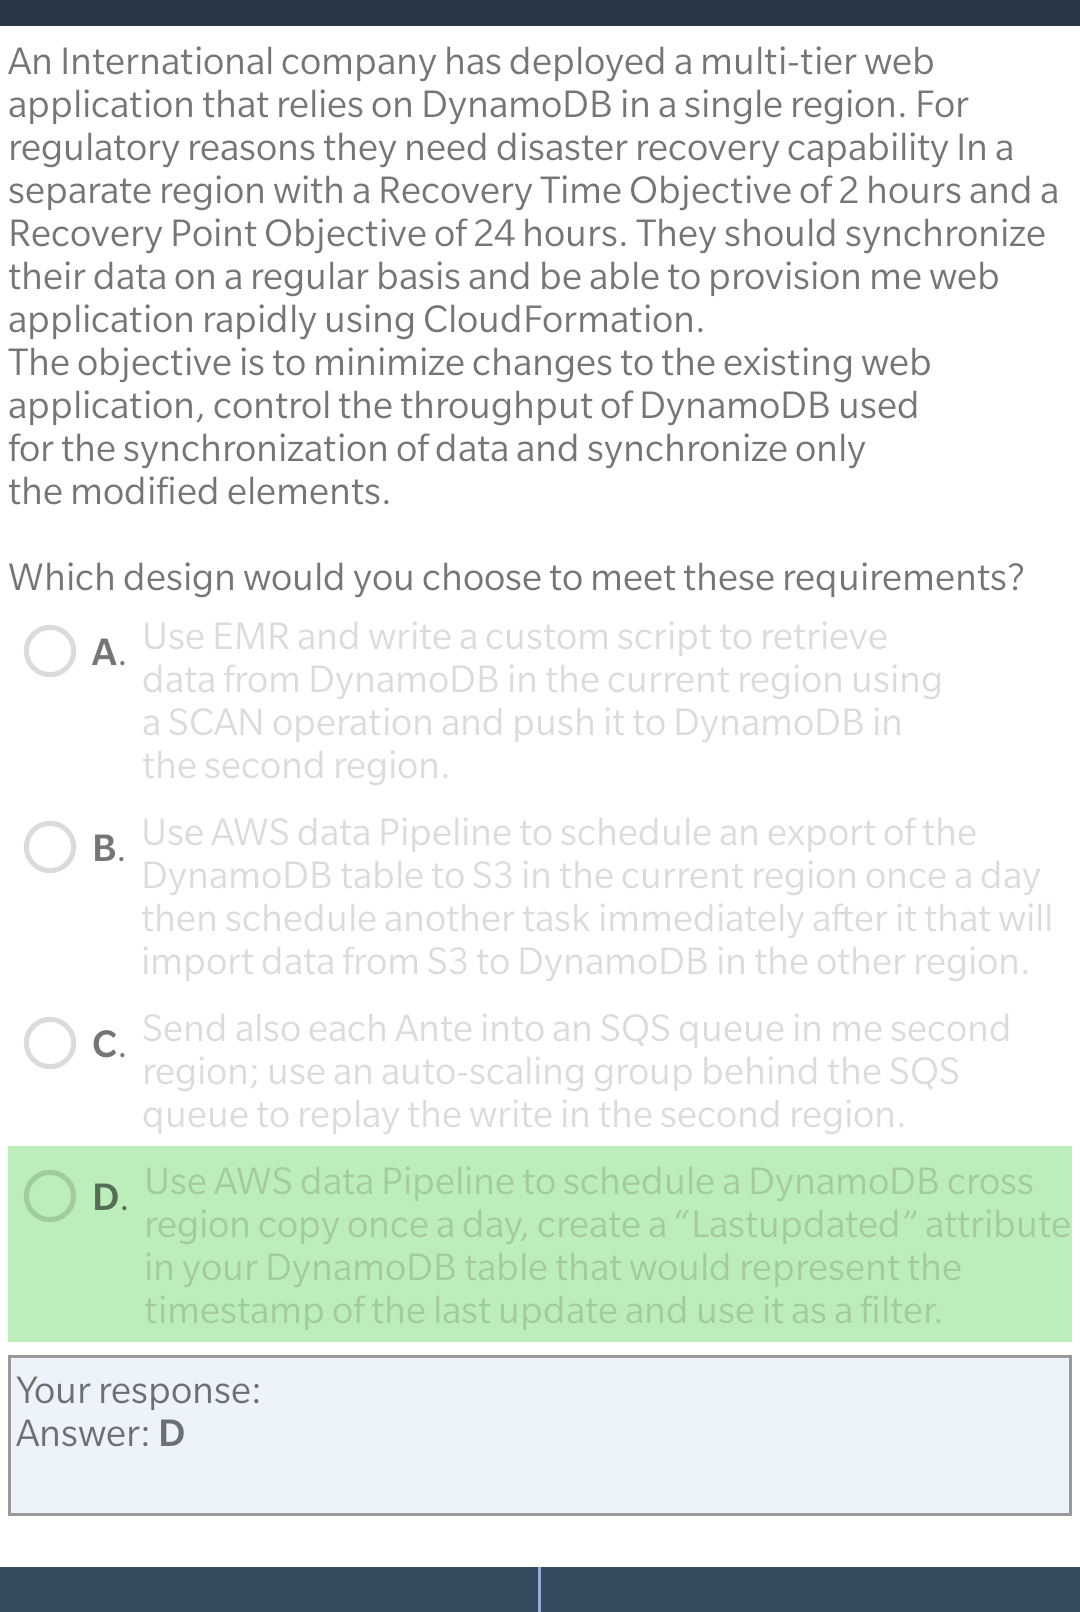 An International company has deployed a multi-tier web
application that relies on DynamoDB in a single region. For
regulatory reasons they need disaster recovery capability In a
separate region with a Recovery Time Objective of 2 hours and a
Recovery Point Objective of 24 hours. They should synchronize
their data on a regular basis and be able to provision me web
application rapidly using CloudFormation.
The objective is to minimize changes to the existing web
application, control the throughput of DynamoDB used
for the synchronization of data and synchronize only
the modified elements.
Which design would you choose to meet these requirements?
A. Use EMR and write a custom script to retrieve
data from DynamoDB in the current region using
a SCAN operation and push it to DynamoDB in
the second region.
B. Use AWS data Pipeline to schedule an export of the
DynamoDB table to S3 in the current region once a day
then schedule another task immediately after it that will
import data from S3 to DynamoDB in the other region.
C. Send also each Ante into an SQS queue in me second
region; use an auto-scaling group behind the SQS
queue to replay the write in the second region.
D. Use AWS data Pipeline to schedule a DynamoDB cross
region copy once a day, create a “Lastupdated” attribute
in your DynamoDB table that would represent the
timestamp of the last update and use it as a filter.
Your response:
Answer: D